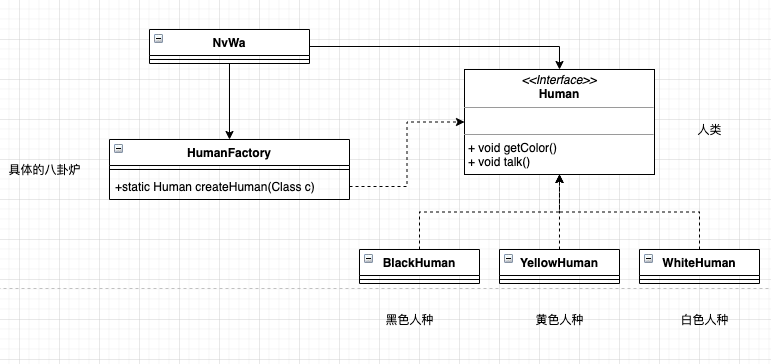 NvWa
<<Interface>>
Human
+ void getColor()
+ void talk()
人类
HumanFactory
+static Human createHuman(Class c)
具体的八卦炉
BlackHuman
YellowHuman
WhiteHuman
黑色人种
黄色人种
白色人种